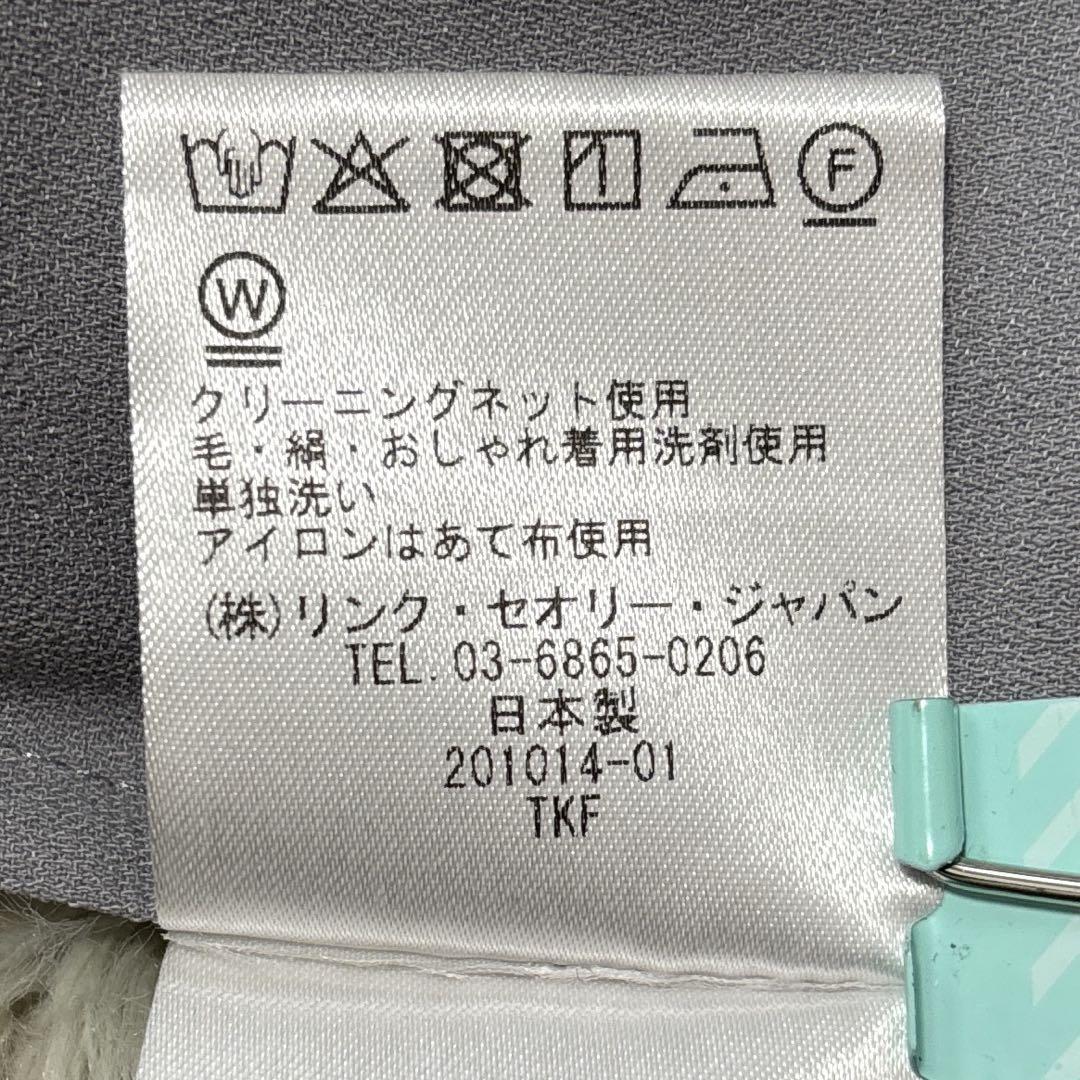 F
W
クリーニングネット使用
毛・絹・おしゃれ着用洗剤使用
単独洗い
アイロンはあて布使用
(株)リンク・セオリー・ジャパン
TEL. 03-6865-0206
日本製
201014-01
TKF